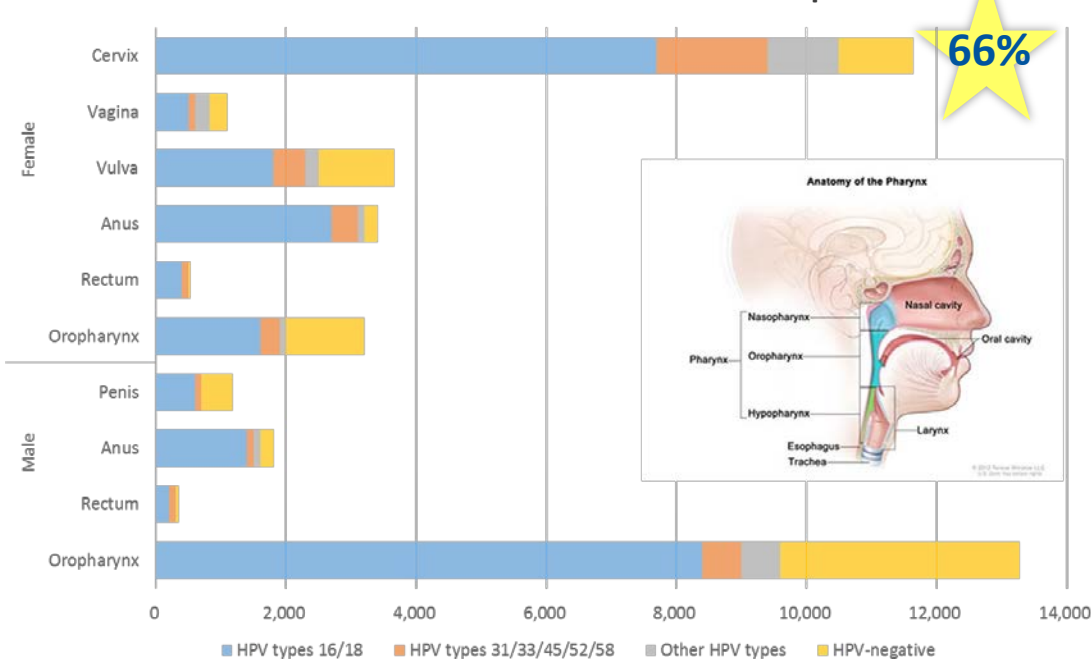 66%
Female
Cervix
Vagina
Vulva
Anus
Rectum
Oropharynx
Male
Penis
Anus
Rectum
Oropharynx
0 2,000 4,000 6,000 8,000 10,000 12,000 14,000
HPV types 16/18 HPV types 31/33/45/52/58 Other HPV types HPV-negative
Anatomy of the Pharynx
Nasal cavity
Nasopharynx
Oral cavity
Pharynx
Oropharynx
Hypopharynx
Larynx
Esophagus
Trachea